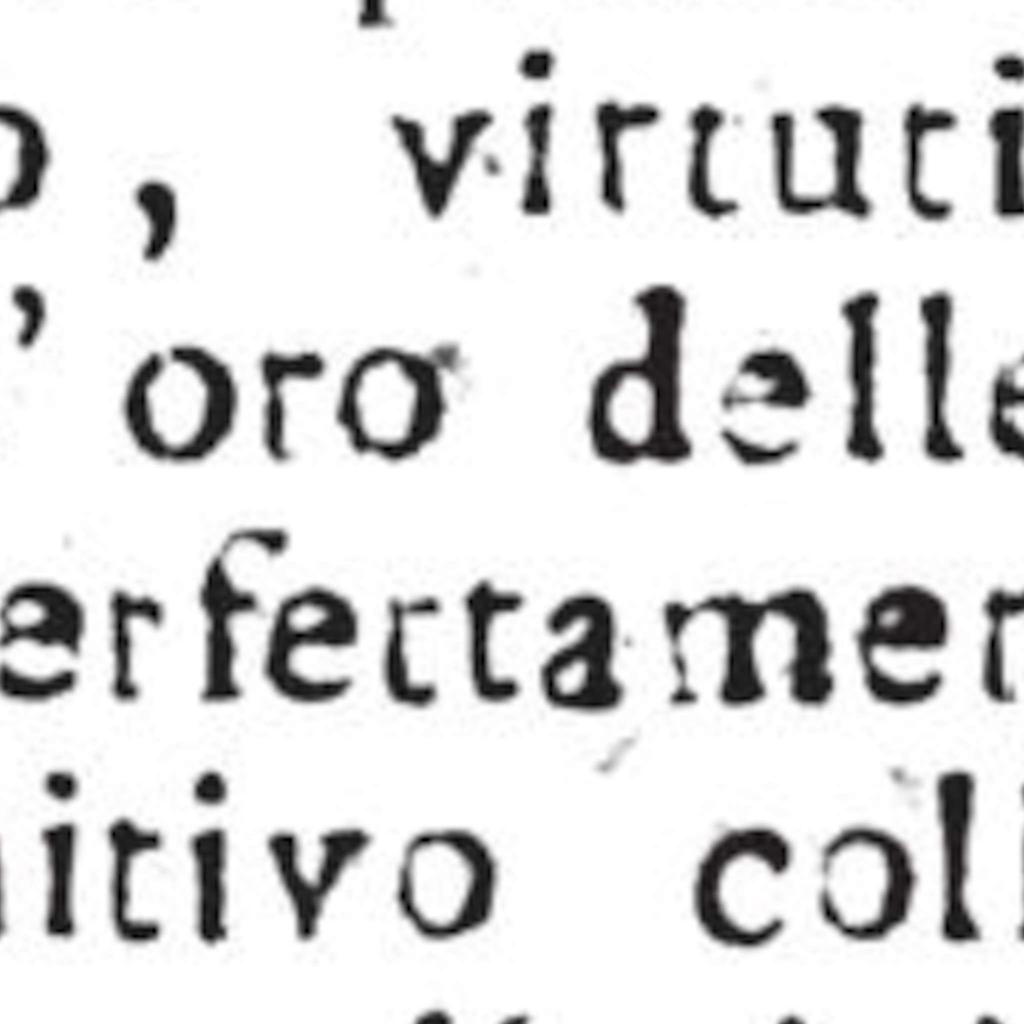 o, virtuti
' oro delle
erfettamen
itivo coll